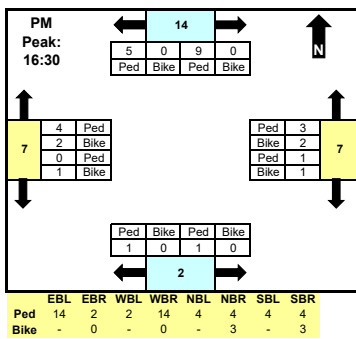 PM
Peak:
16:30
14
N
5 0 9 0
Ped Bike Ped Bike
7
4 Ped
2 Bike
0 Ped
1 Bike
Ped 3
Bike 2
Ped 1
Bike 1
7
Ped Bike Ped Bike
1 0 1 0
2
EBL EBR WBL WBR NBL NBR SBL SBR
Ped 14 2 2 14 4 4 4 4
Bike - 0 - 0 - 3 - 3